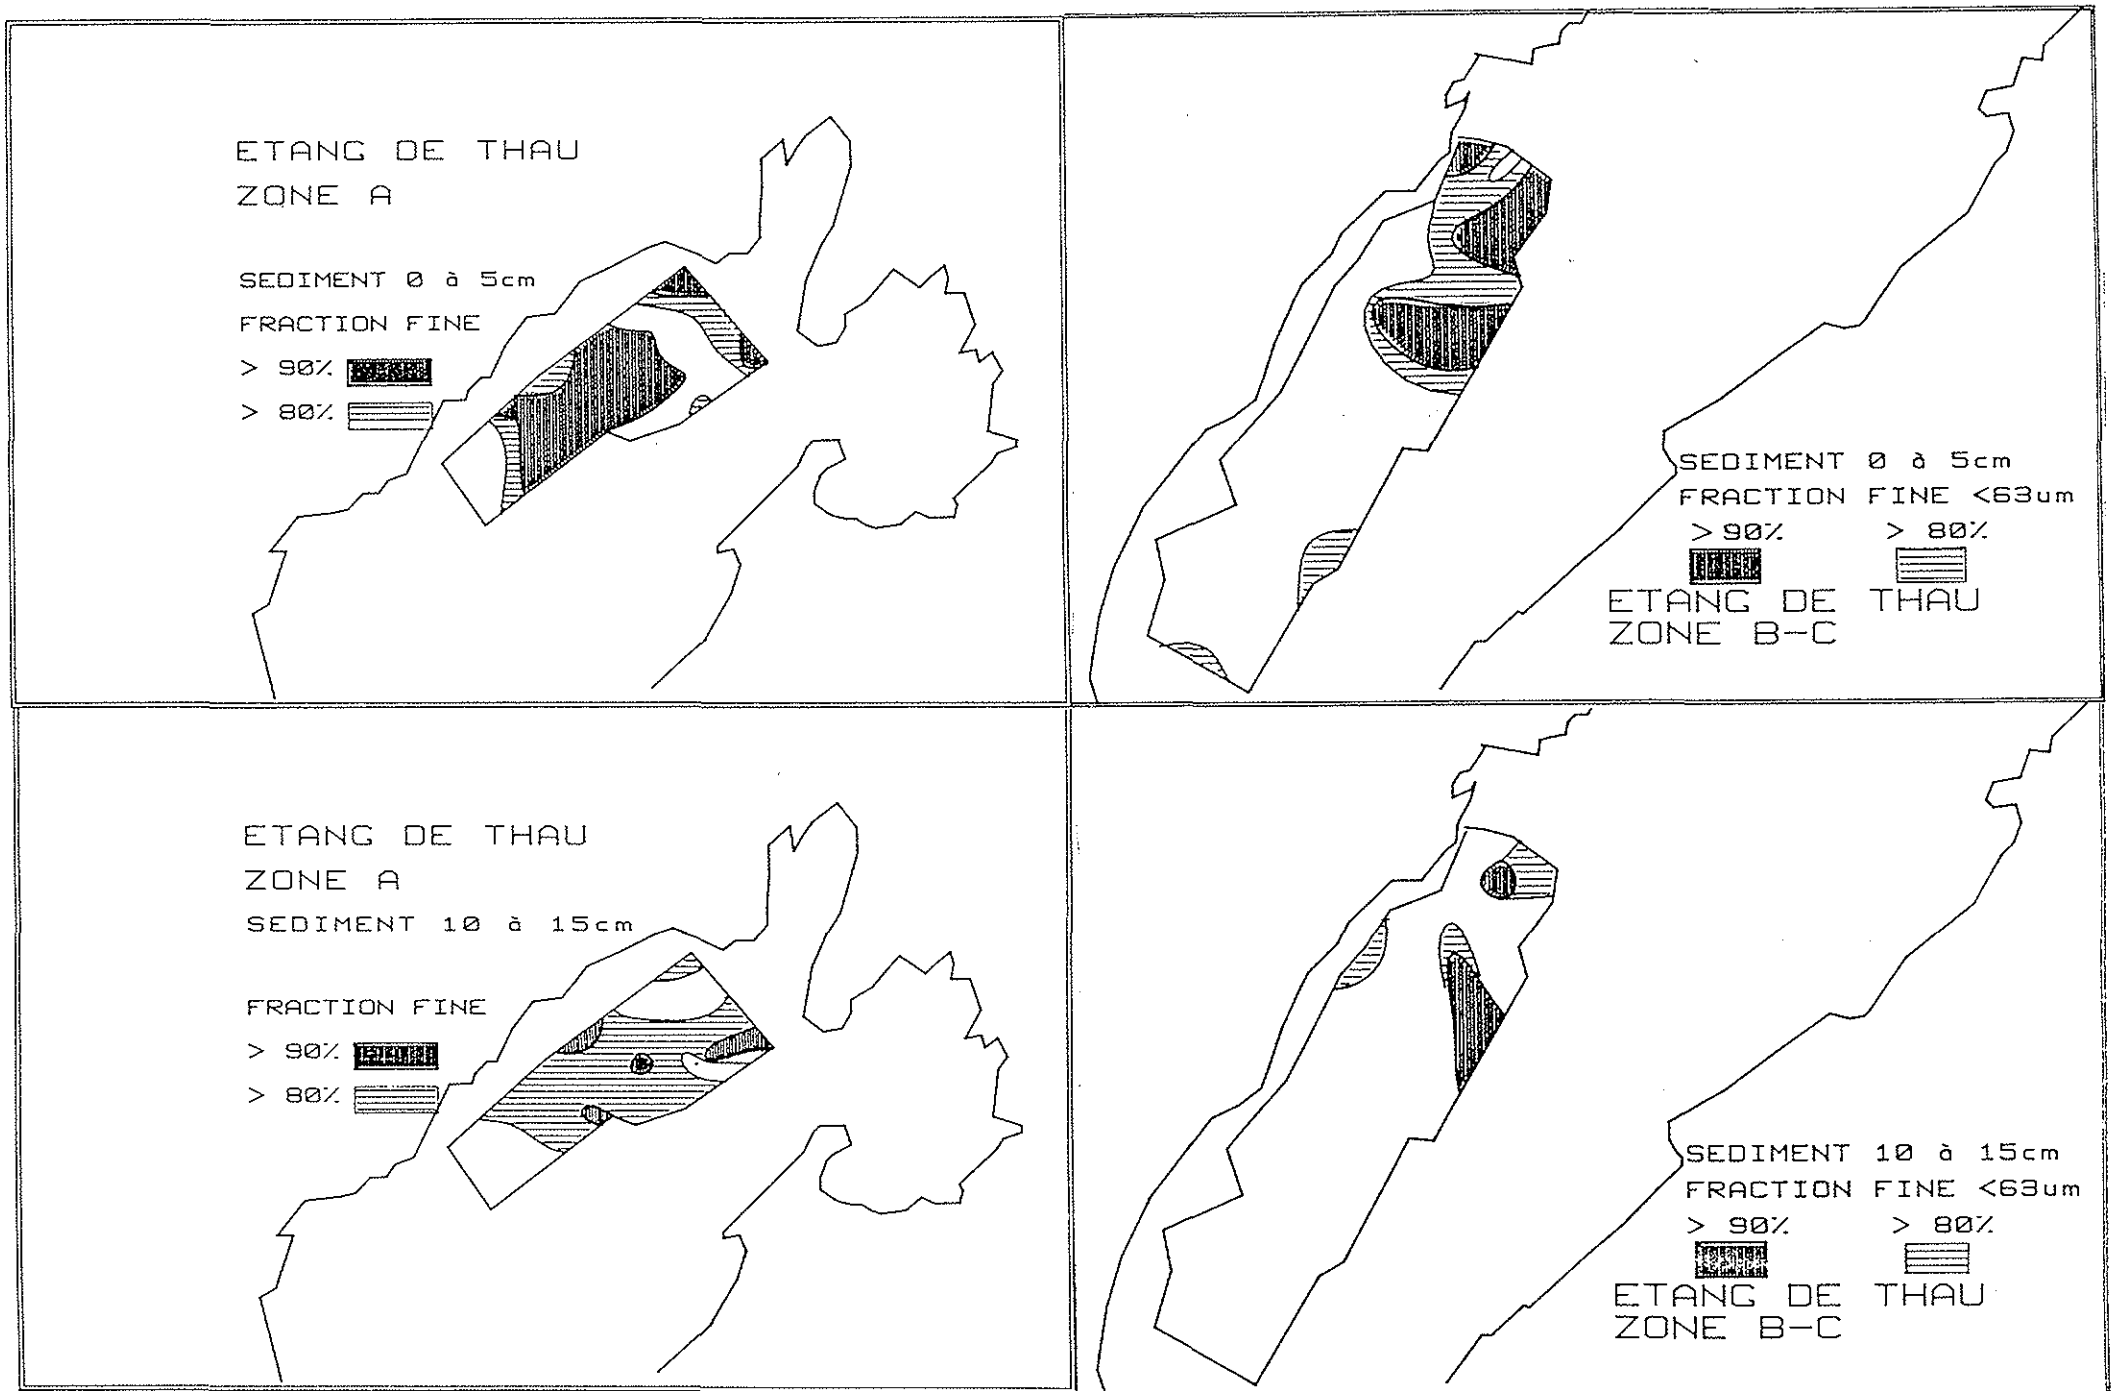 ETANG DE THAU
ZONE A
SEDIMENT 0 à 5cm
FRACTION FINE
> 90%
> 80%
SEDIMENT 0 à 5cm
FRACTION FINE <63um
> 90% > 80%
ETANG DE THAU
ZONE B-C
ETANG DE THAU
ZONE A
SEDIMENT 10 à 15cm
FRACTION FINE
> 90%
> 80%
SEDIMENT 10 à 15cm
FRACTION FINE <63um
> 90% > 80%
ETANG DE THAU
ZONE B-C